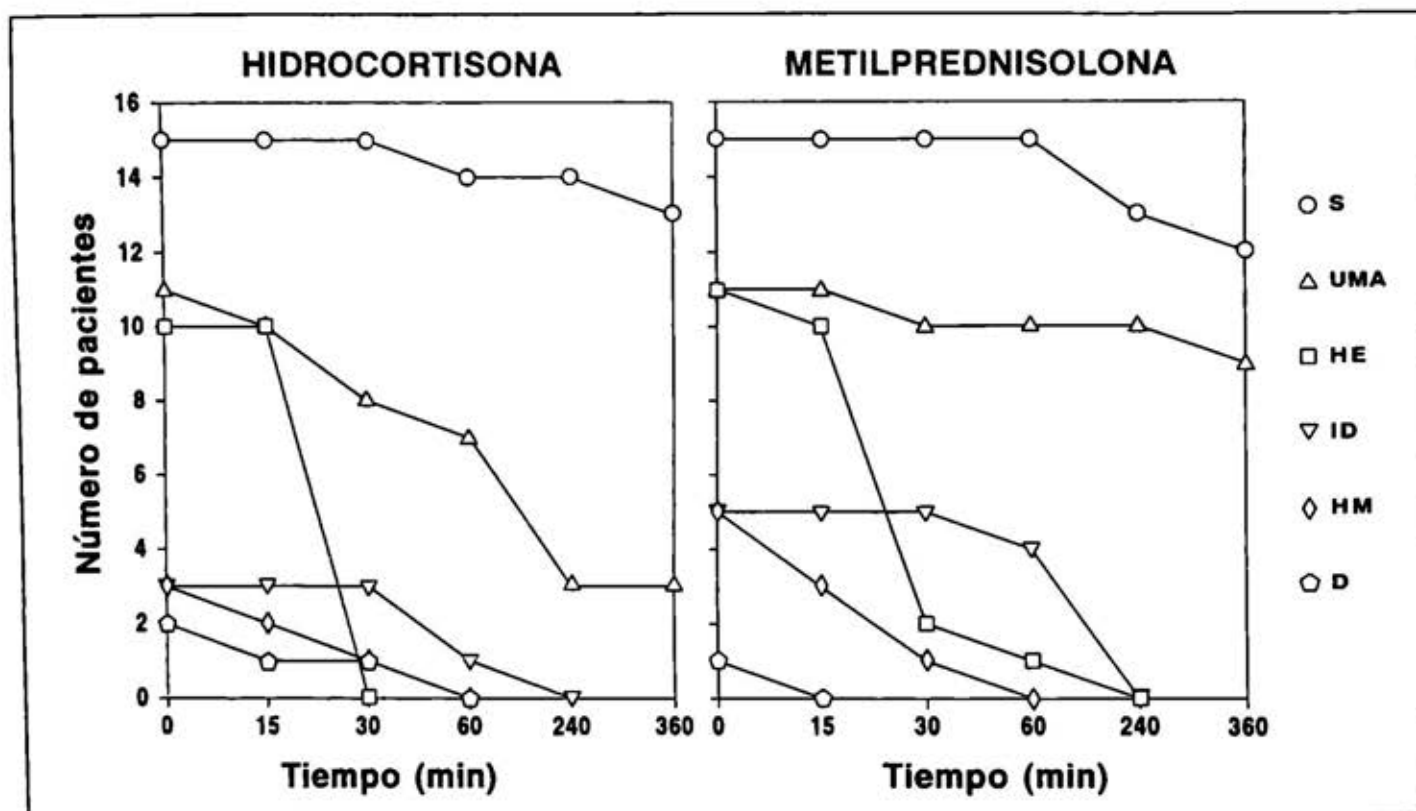 HIDROCORTISONA
METILPREDNISOLONA
Número de pacientes
16
14
12
10
8
6
4
2
0
0 15 30 60 240 360
Tiempo (min)
0 15 30 60 240 360
Tiempo (min)
S
UMA
HE
ID
HM
D